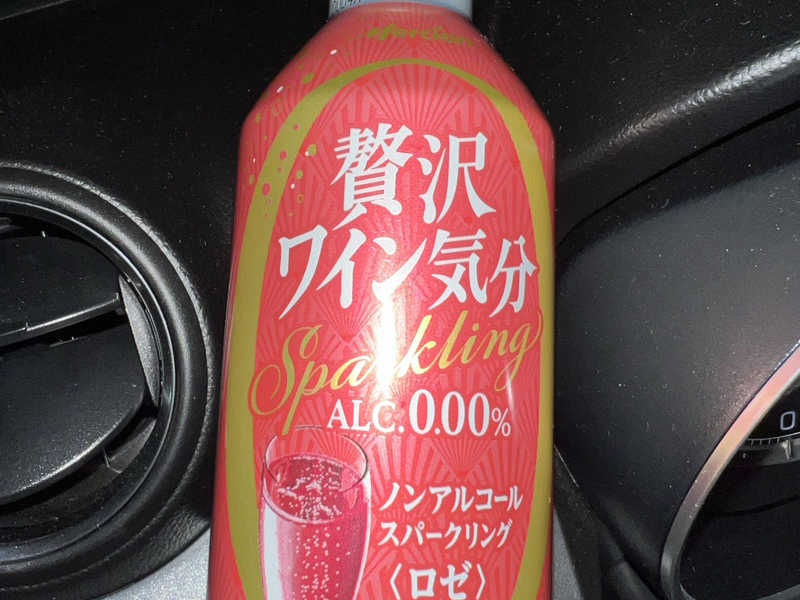 贅沢
ワイン気分
Sparkling
ALC.0.00%
ノンアルコール
スパークリング
〈ロゼ〉
0